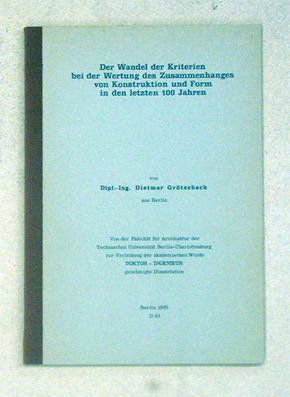 Der Wandel der Kriterien
bei der Wertung des Zusammenhanges
von Konstruktion und Form
in den letzten 100 Jahren
von
Dipl.-Ing. Dietmar Grötzebach
aus Berlin
Von der Fakultät für Architektur der
Technischen Universität Berlin-Charlottenburg
zur Verleihung des akademischen Würde
DOKTOR - INGENIEUR
genehmigte Dissertation
Berlin 1965
D 83